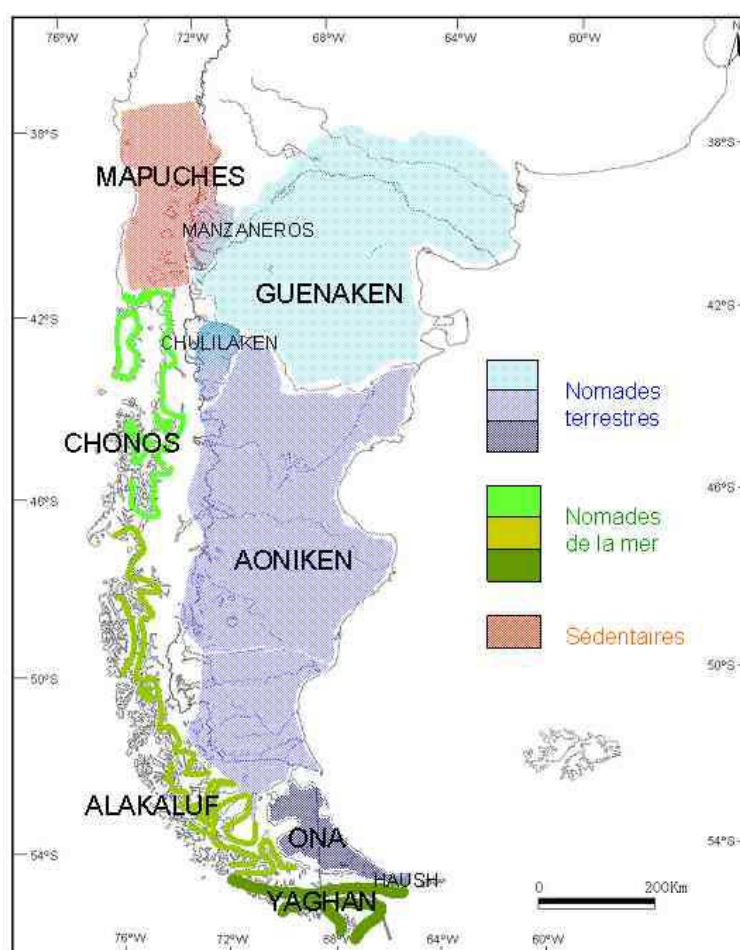 76°W
72°W
68°W
64°W
60°W
N
38°S
38°S
MAPUCHES
MANZANEROS
GUENAKEN
42°S
42°S
CHULILAKEN
Nomades
terrestres
CHONOS
46°S
46°S
Nomades
de la mer
AONIKEN
Sédentaires
50°S
50°S
ALAKALUF
ONA
54°S
54°S
HAUSH
YAGHAN
0
200Km
76°W
72°W
68°W
64°W
60°W